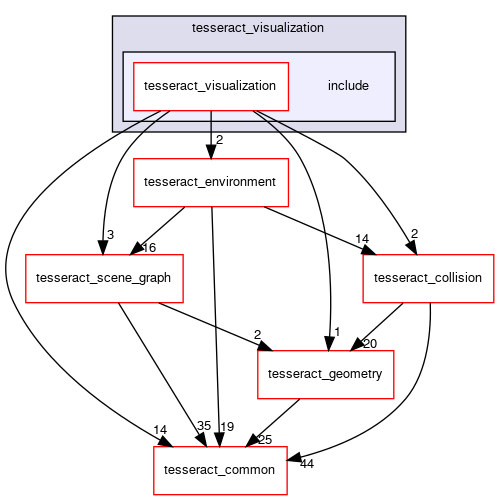 tesseract_visualization
tesseract_visualization
include
2
tesseract_environment
3
16
14
2
tesseract_scene_graph
tesseract_collision
2
1
20
tesseract_geometry
14
35
19
25
44
tesseract_common